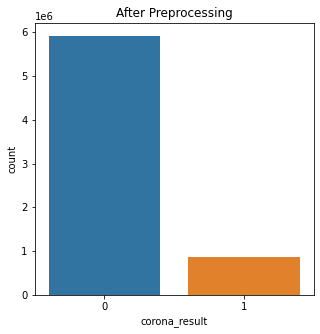 After Preprocessing
1e6
6
5
4
3
2
1
0
count
0 1
corona_result